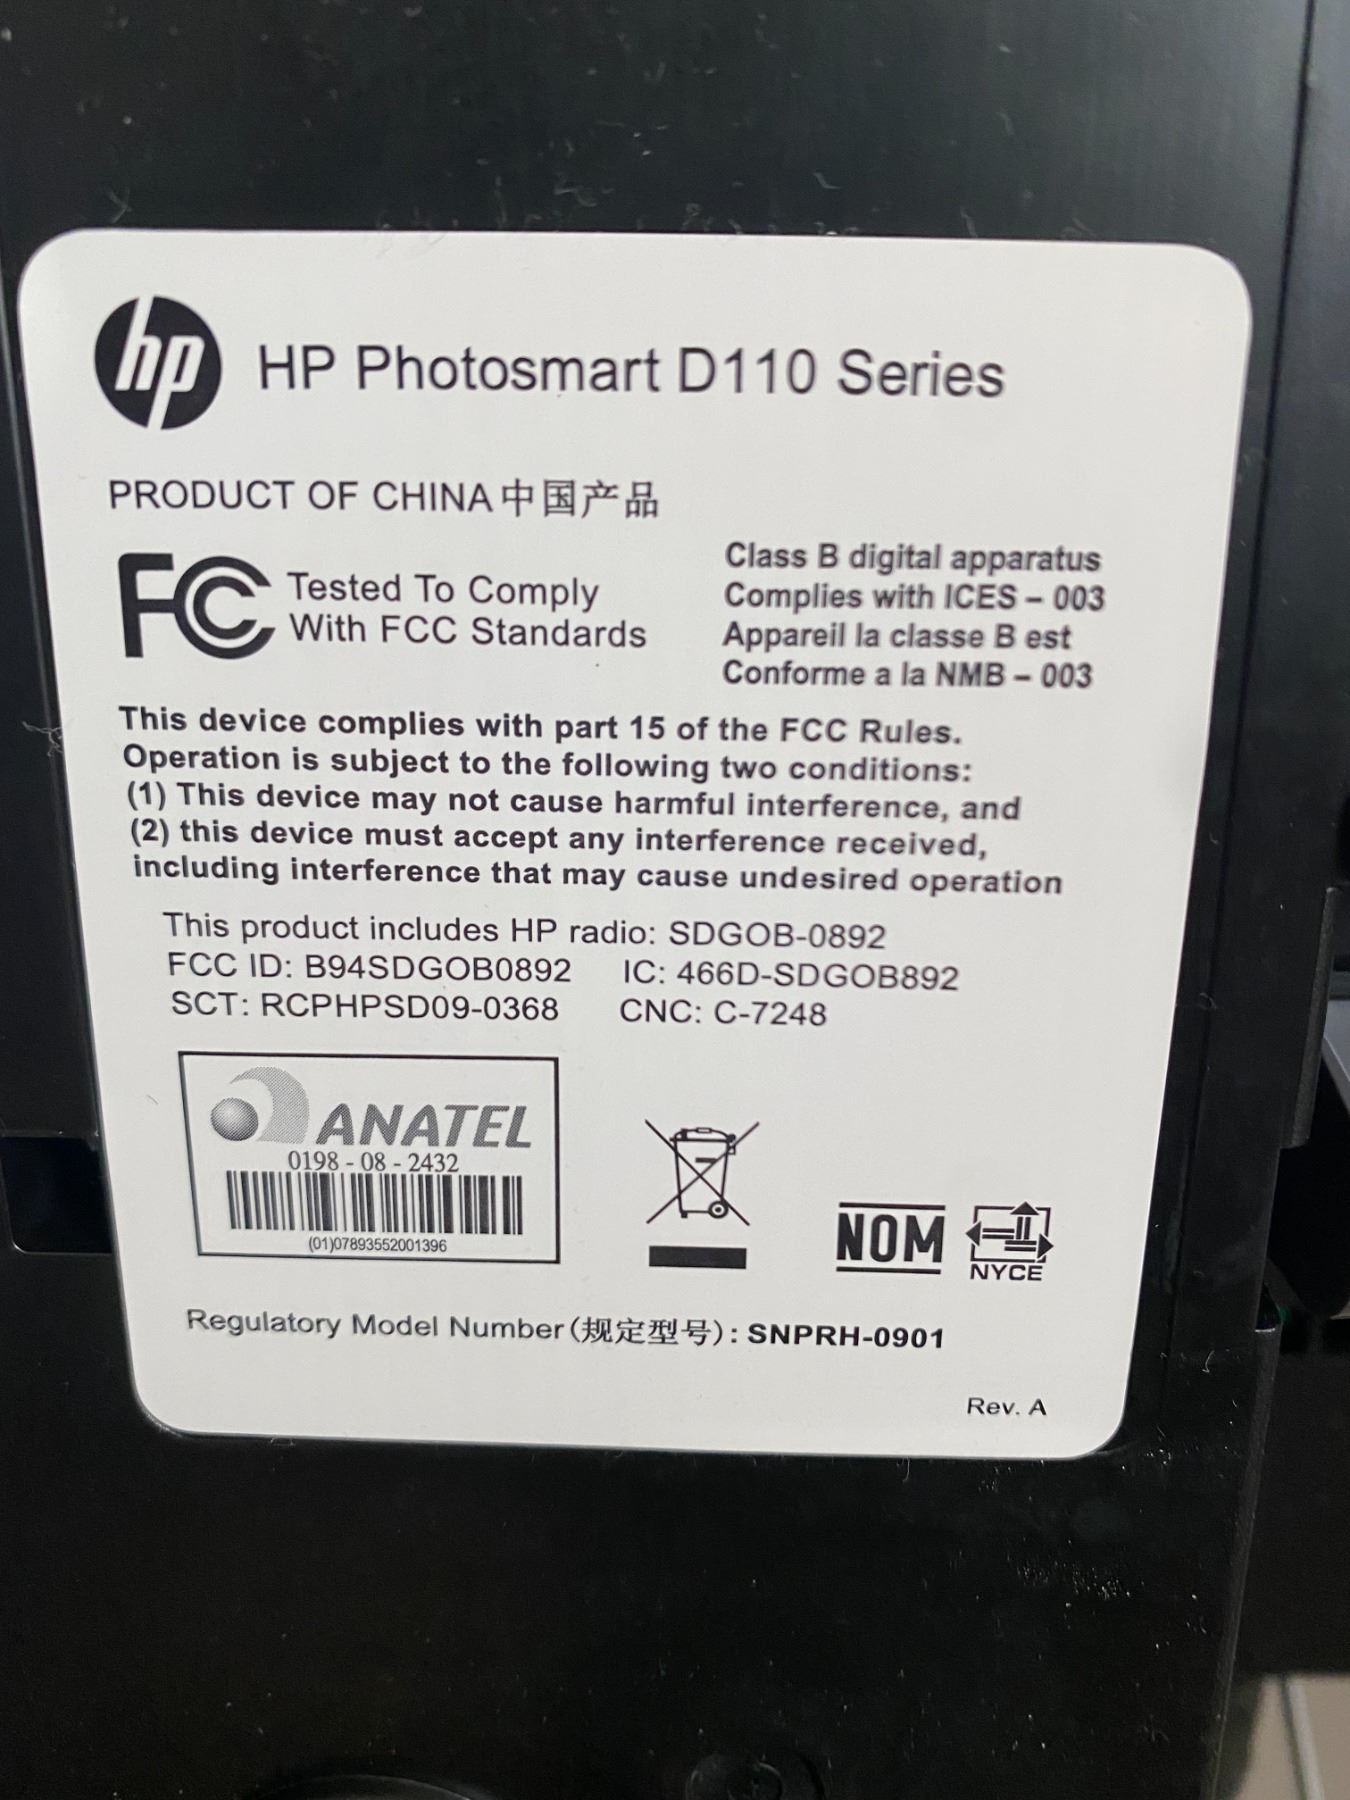 hp HP Photosmart D110 Series
PRODUCT OF CHINA 中国产品
FC Tested To Comply
With FCC Standards
Class B digital apparatus
Complies with ICES – 003
Appareil la classe B est
Conforme a la NMB – 003
This device complies with part 15 of the FCC Rules.
Operation is subject to the following two conditions:
(1) This device may not cause harmful interference, and
(2) this device must accept any interference received,
including interference that may cause undesired operation
This product includes HP radio: SDGOB-0892
FCC ID: B94SDGOB0892 IC: 466D-SDGOB892
SCT: RCPHPSD09-0368 CNC: C-7248
ANATEL
0198 - 08 - 2432
(01)07893552001396
NOM
NYCE
Regulatory Model Number(规定型号): SNPRH-0901
Rev. A